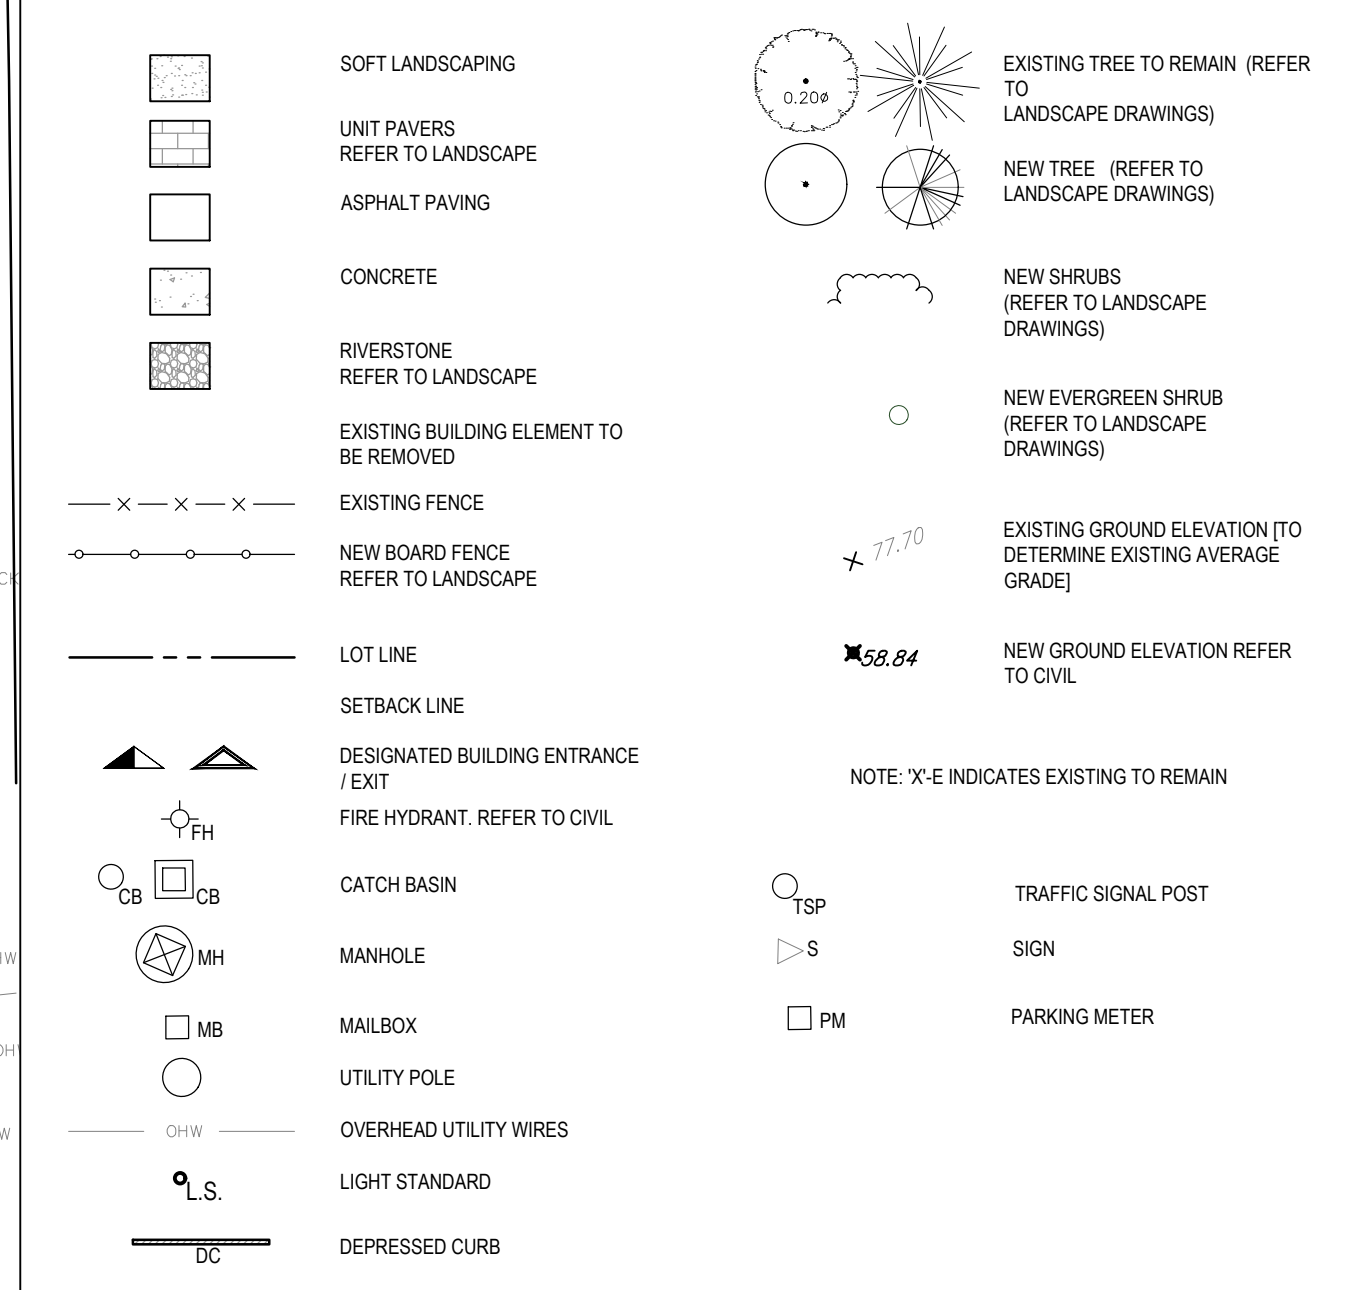 SOFT LANDSCAPING
UNIT PAVERS
REFER TO LANDSCAPE
ASPHALT PAVING
CONCRETE
RIVERSTONE
REFER TO LANDSCAPE
EXISTING BUILDING ELEMENT TO
BE REMOVED
EXISTING FENCE
NEW BOARD FENCE
REFER TO LANDSCAPE
LOT LINE
SETBACK LINE
DESIGNATED BUILDING ENTRANCE
/ EXIT
FH
FIRE HYDRANT. REFER TO CIVIL
CB CB
CATCH BASIN
MH
MANHOLE
MB
MAILBOX
UTILITY POLE
OHW
OVERHEAD UTILITY WIRES
L.S.
LIGHT STANDARD
DC
DEPRESSED CURB
0.20ø
EXISTING TREE TO REMAIN (REFER
TO
LANDSCAPE DRAWINGS)
NEW TREE (REFER TO
LANDSCAPE DRAWINGS)
NEW SHRUBS
(REFER TO LANDSCAPE
DRAWINGS)
NEW EVERGREEN SHRUB
(REFER TO LANDSCAPE
DRAWINGS)
77.70
EXISTING GROUND ELEVATION [TO
DETERMINE EXISTING AVERAGE
GRADE]
58.84
NEW GROUND ELEVATION REFER
TO CIVIL
NOTE: 'X'-E INDICATES EXISTING TO REMAIN
TSP
TRAFFIC SIGNAL POST
S
SIGN
PM
PARKING METER